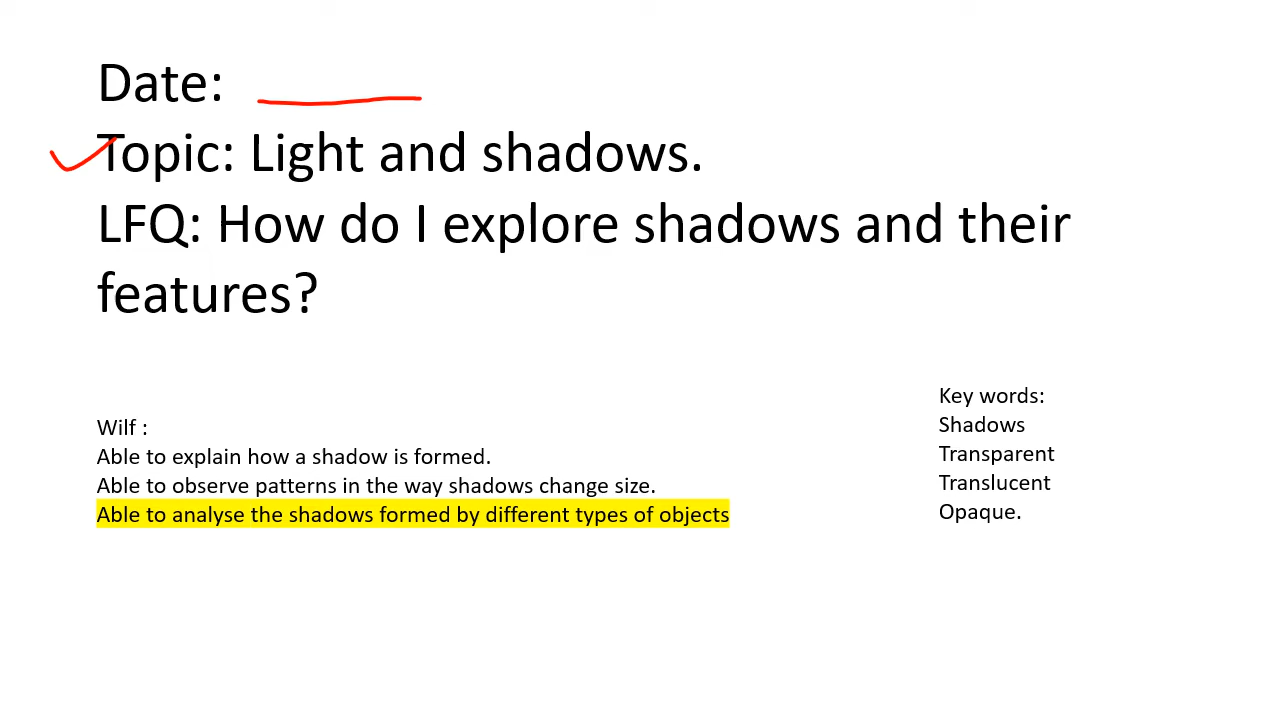 Date:
Topic: Light and shadows.
LFQ: How do I explore shadows and their
features?
Wilf :
Able to explain how a shadow is formed.
Able to observe patterns in the way shadows change size.
Able to analyse the shadows formed by different types of objects
Key words:
Shadows
Transparent
Translucent
Opaque.